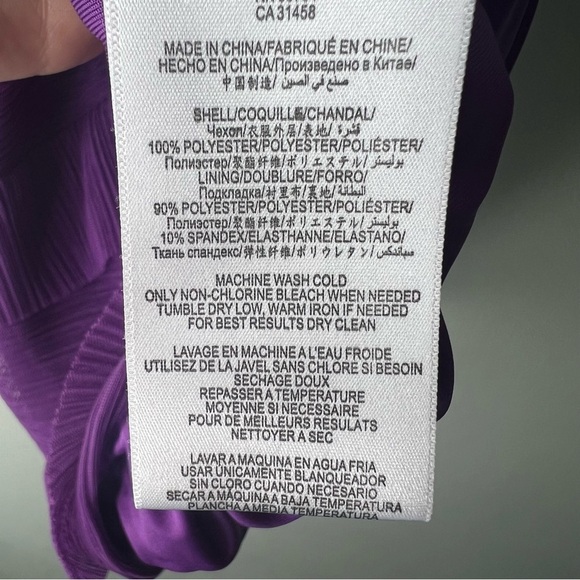 CA 31458
MADE IN CHINA/FABRIQUÉ EN CHINE/
HECHO EN CHINA/Произведено в Китае/
中国制造/ صنع في الصين/
SHELL/COQUILLE/CHANDAL/
Чехол/衣服外层/表地/ قشرة/
100% POLYESTER/POLYESTER/POLIÉSTER/
Полиэстер/聚酯纤维/ポリエステル/ بوليستر/
LINING/DOUBLURE/FORRO/
Подкладка/衬里布/裏地/ البطانة/
90% POLYESTER/POLYESTER/POLIÉSTER/
Полиэстер/聚酯纤维/ポリエステル/ بوليستر/
10% SPANDEX/ELASTHANNE/ELASTANO/
Ткань спандекс/弹性纤维/ポリウレタン/ سباندكس/
MACHINE WASH COLD
ONLY NON-CHLORINE BLEACH WHEN NEEDED
TUMBLE DRY LOW, WARM IRON IF NEEDED
FOR BEST RESULTS DRY CLEAN
LAVAGE EN MACHINE A L'EAU FROIDE
UTILISEZ DE LA JAVEL SANS CHLORE SI BESOIN
SECHAGE DOUX
REPASSER A TEMPERATURE
MOYENNE SI NECESSAIRE
POUR DE MEILLEURS RESULATS
NETTOYER A SEC
LAVAR A MAQUINA EN AGUA FRIA
USAR UNICAMENTE BLANQUEADOR
SIN CLORO CUANDO NECESARIO
SECAR A MAQUINA A BAJA TEMPERATURA
PLANCHA A MEDIA TEMPERATURA